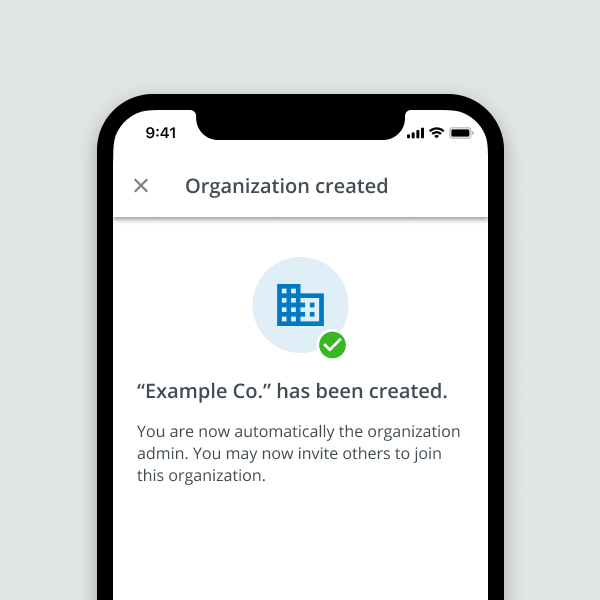 9:41
Organization created
“Example Co.” has been created.
You are now automatically the organization
admin. You may now invite others to join
this organization.